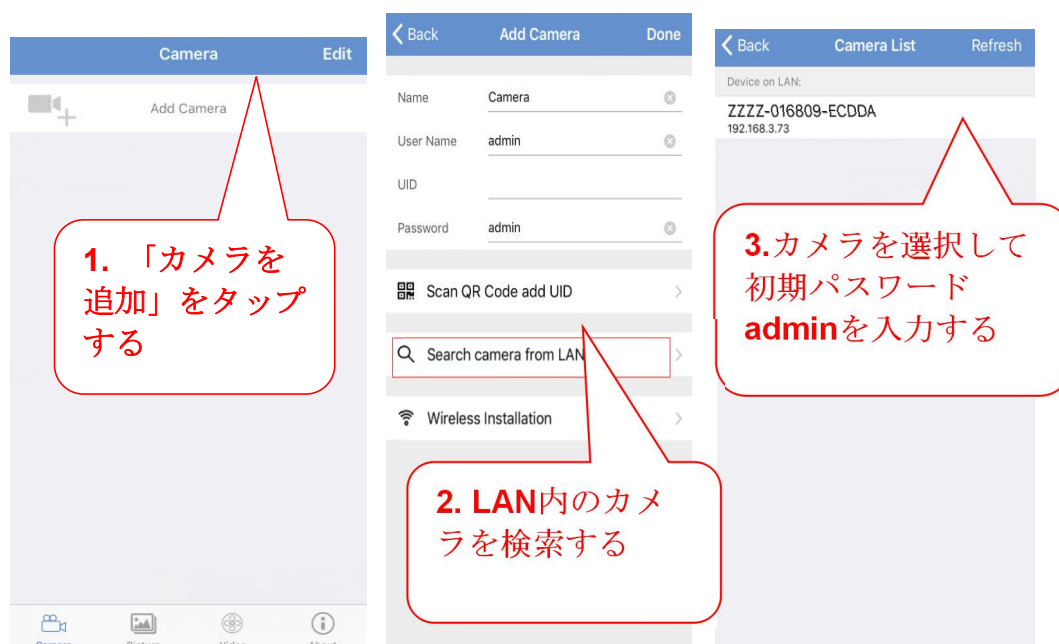 Camera
Edit
Add Camera
1. 「カメラを
追加」をタップ
する
Camera
Picture
Video
About
Back
Add Camera
Done
Name
Camera
User Name
admin
UID
Password
admin
Scan QR Code add UID
Search camera from LAN
Wireless Installation
2. LAN内のカメ
ラを検索する
Back
Camera List
Refresh
Device on LAN:
ZZZZ-016809-ECDDA
192.168.3.73
3.カメラを選択して
初期パスワード
adminを入力する